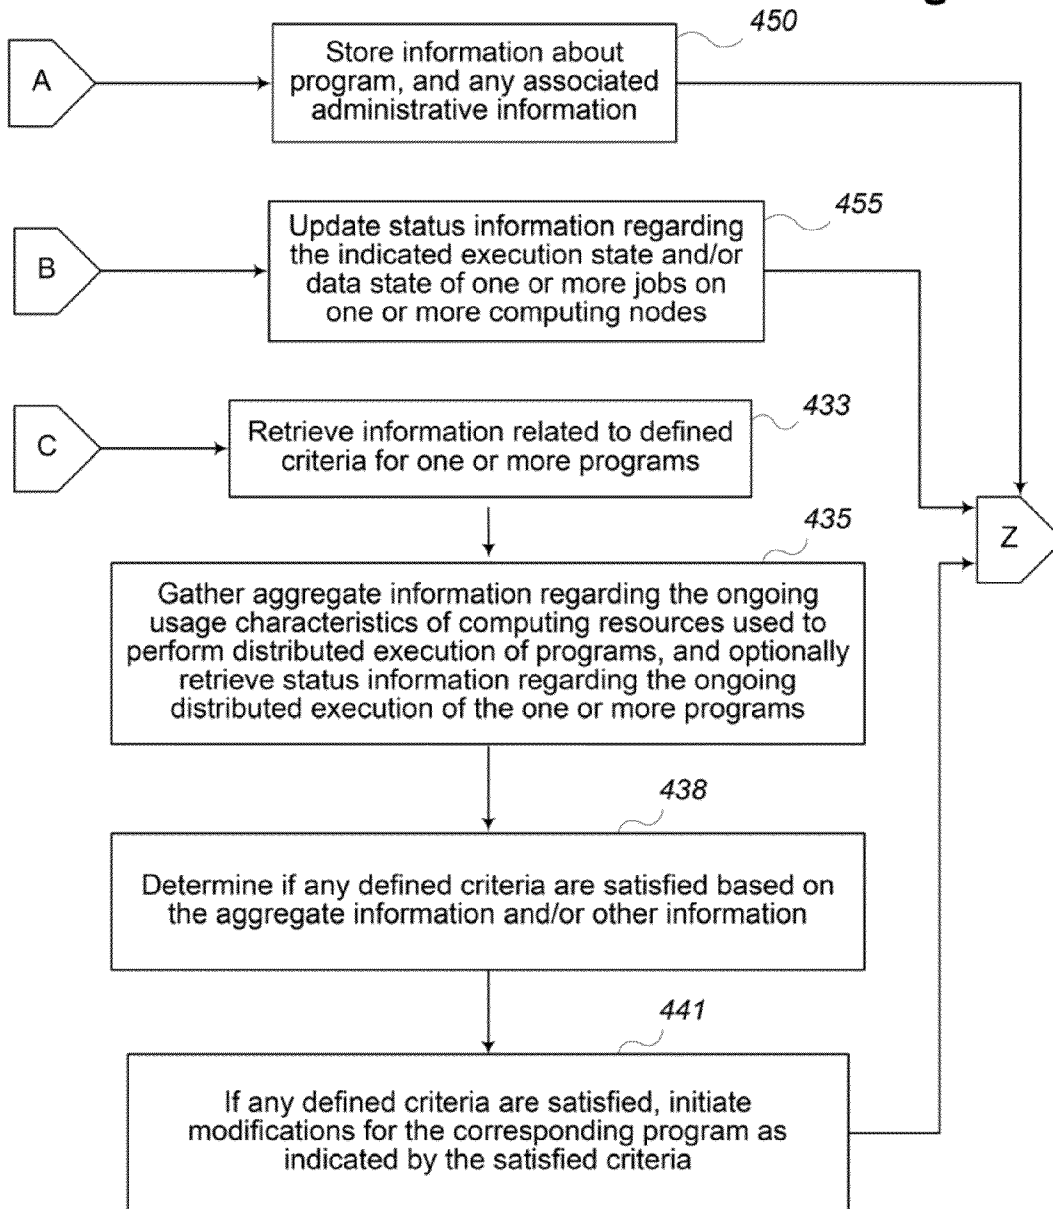 450
A
Store information about
program, and any associated
administrative information
455
B
Update status information regarding
the indicated execution state and/or
data state of one or more jobs on
one or more computing nodes
433
C
Retrieve information related to defined
criteria for one or more programs
435
Z
Gather aggregate information regarding the ongoing
usage characteristics of computing resources used to
perform distributed execution of programs, and optionally
retrieve status information regarding the ongoing
distributed execution of the one or more programs
438
Determine if any defined criteria are satisfied based on
the aggregate information and/or other information
441
If any defined criteria are satisfied, initiate
modifications for the corresponding program as
indicated by the satisfied criteria